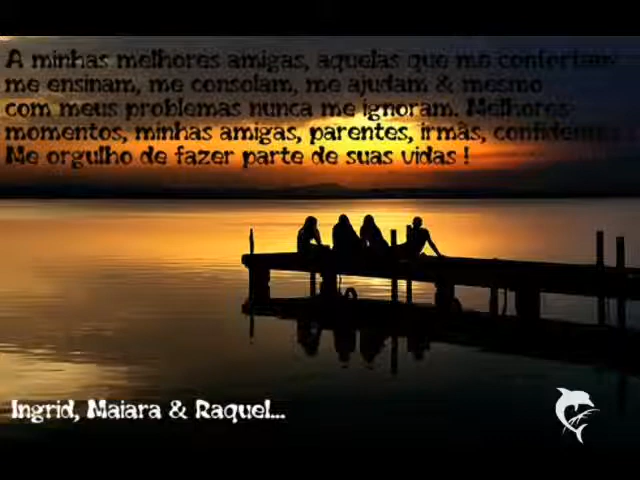 A minhas melhores amigas, aquelas que me confortam
me ensinam, me consolam, me ajudam & mesmo
com meus problemas nunca me ignoram. Melhores
momentos, minhas amigas, parentes, irmãs, confidentes
Me orgulho de fazer parte de suas vidas !
Ingrid, Maiara & Raquel...